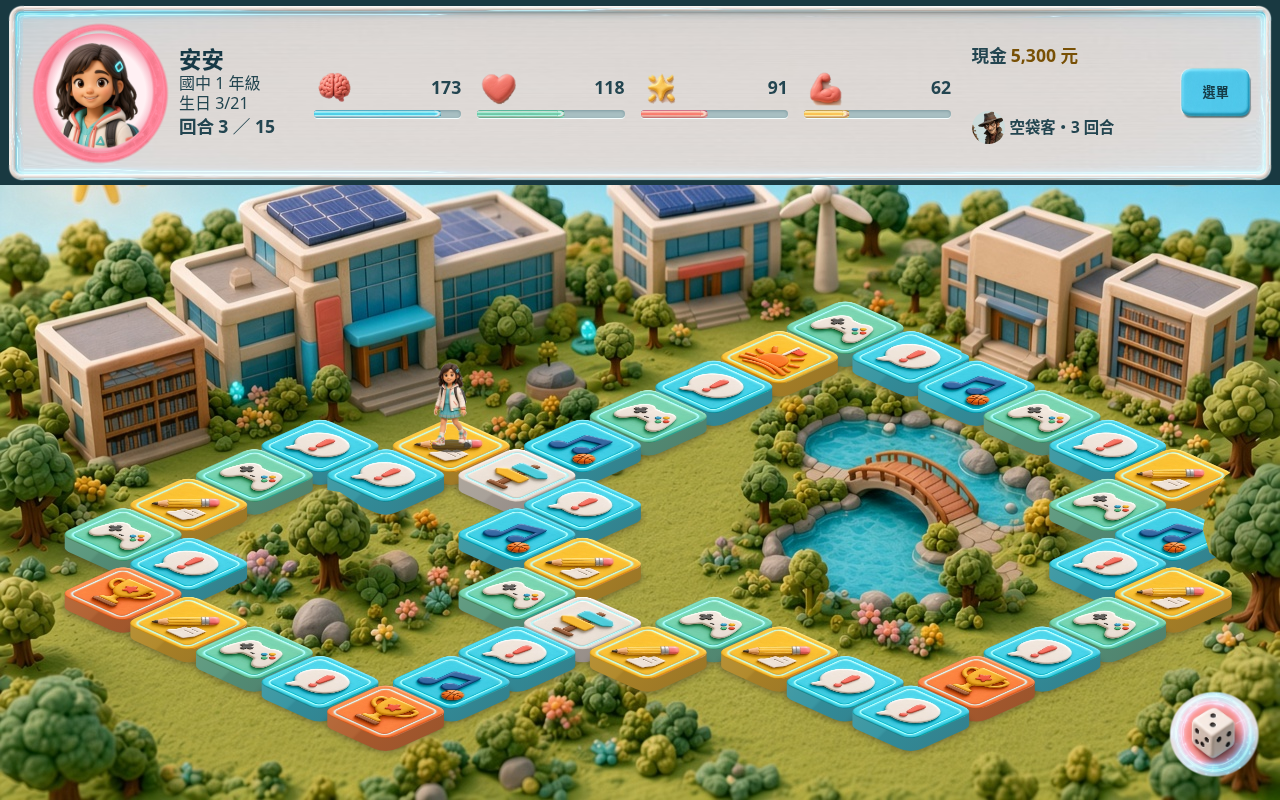 安安
國中 1 年級
生日 3/21
回合 3 ／ 15
173
118
91
62
現金 5,300 元
空袋客・3 回合
選單